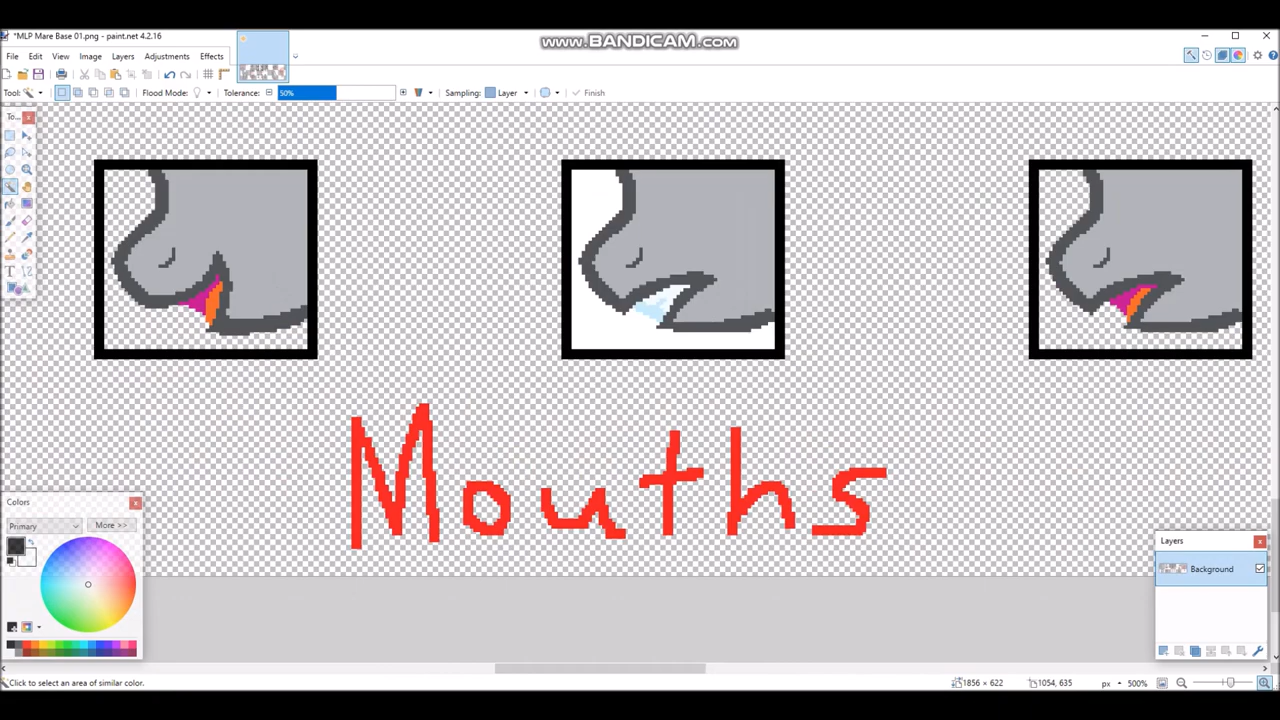 www.BANDICAM.com
*MLP Mare Base 01.png - paint.net 4.2.16
File Edit View Image Layers Adjustments Effects
Tool: Flood Mode: Tolerance: 50% Sampling: Layer Finish
To...
Mouths
Colors
Primary More >>
Layers
Background
Click to select an area of similar color. 1856 × 622 1054, 635 px 500%